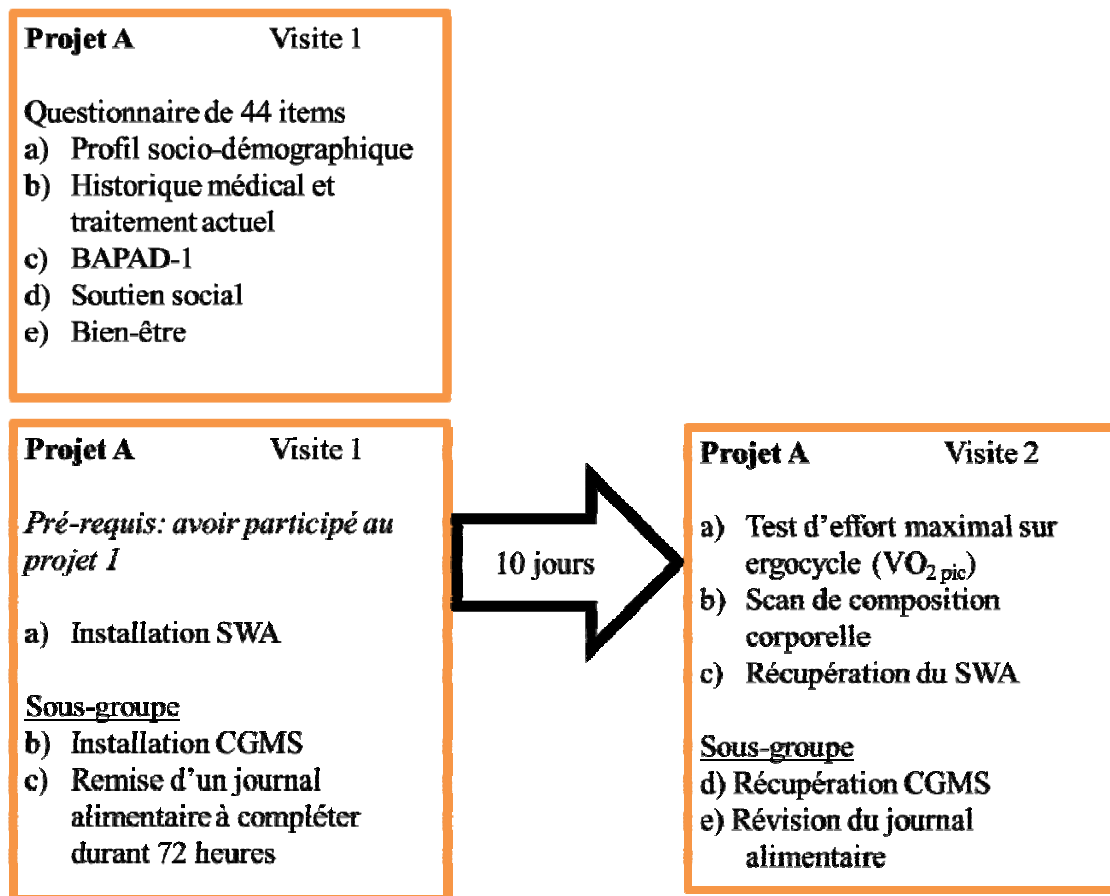 Projet A Visite 1
Questionnaire de 44 items
a) Profil socio-démographique
b) Historique médical et
traitement actuel
c) BAPAD-1
d) Soutien social
e) Bien-être
Projet A Visite 1
Pré-requis: avoir participé au
projet 1
a) Installation SWA
Sous-groupe
b) Installation CGMS
c) Remise d'un journal
alimentaire à compléter
durant 72 heures
10 jours
Projet A Visite 2
a) Test d'effort maximal sur
ergocycle (VO2 pic)
b) Scan de composition
corporelle
c) Récupération du SWA
Sous-groupe
d) Récupération CGMS
e) Révision du journal
alimentaire